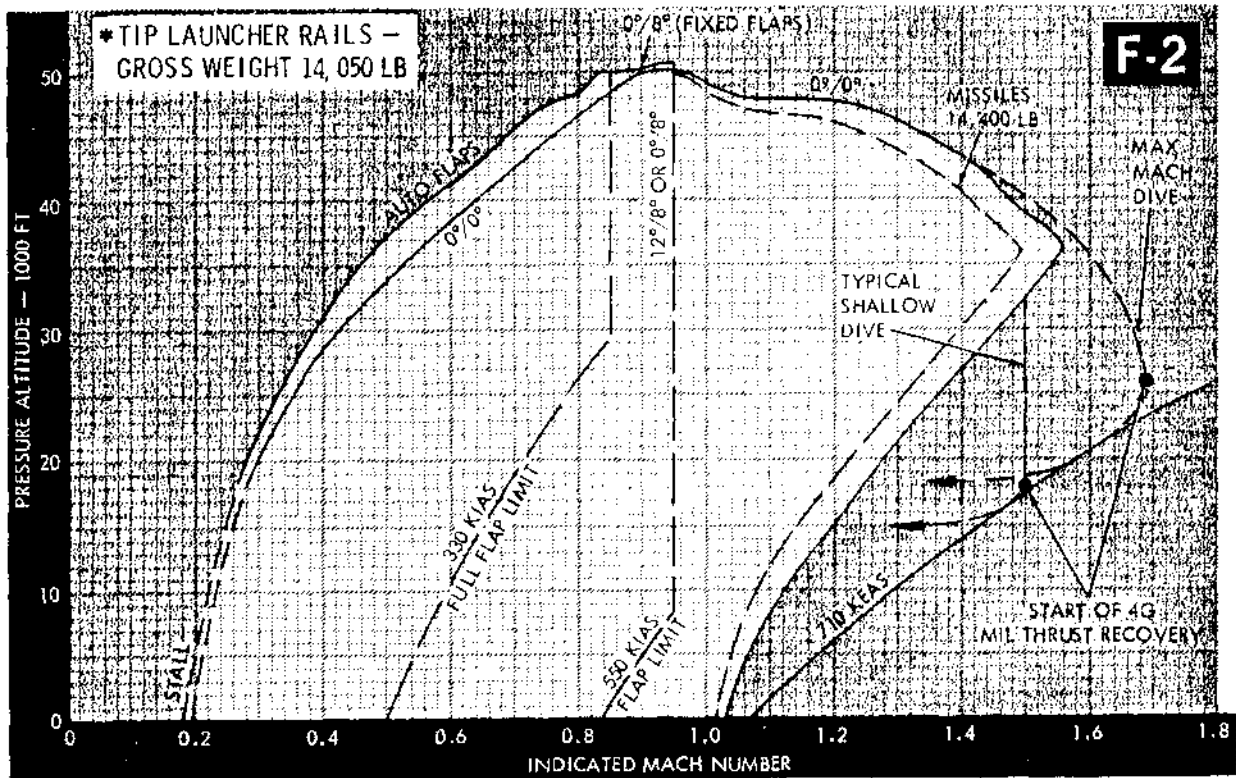 * TIP LAUNCHER RAILS –
GROSS WEIGHT 14,050 LB
0°/8° (FIXED FLAPS)
F-2
0°/0°
MISSILES
14,400 LB
MAX
MACH
DIVE
AUTO FLAPS
0°/0°
12°/8° OR 0°/8°
TYPICAL
SHALLOW
DIVE
330 KIAS
FULL FLAP LIMIT
550 KIAS
FLAP LIMIT
710 KEAS
START OF 4G
MIL THRUST RECOVERY
STALL
PRESSURE ALTITUDE – 1000 FT
50
40
30
20
10
0
0 0.2 0.4 0.6 0.8 1.0 1.2 1.4 1.6 1.8
INDICATED MACH NUMBER